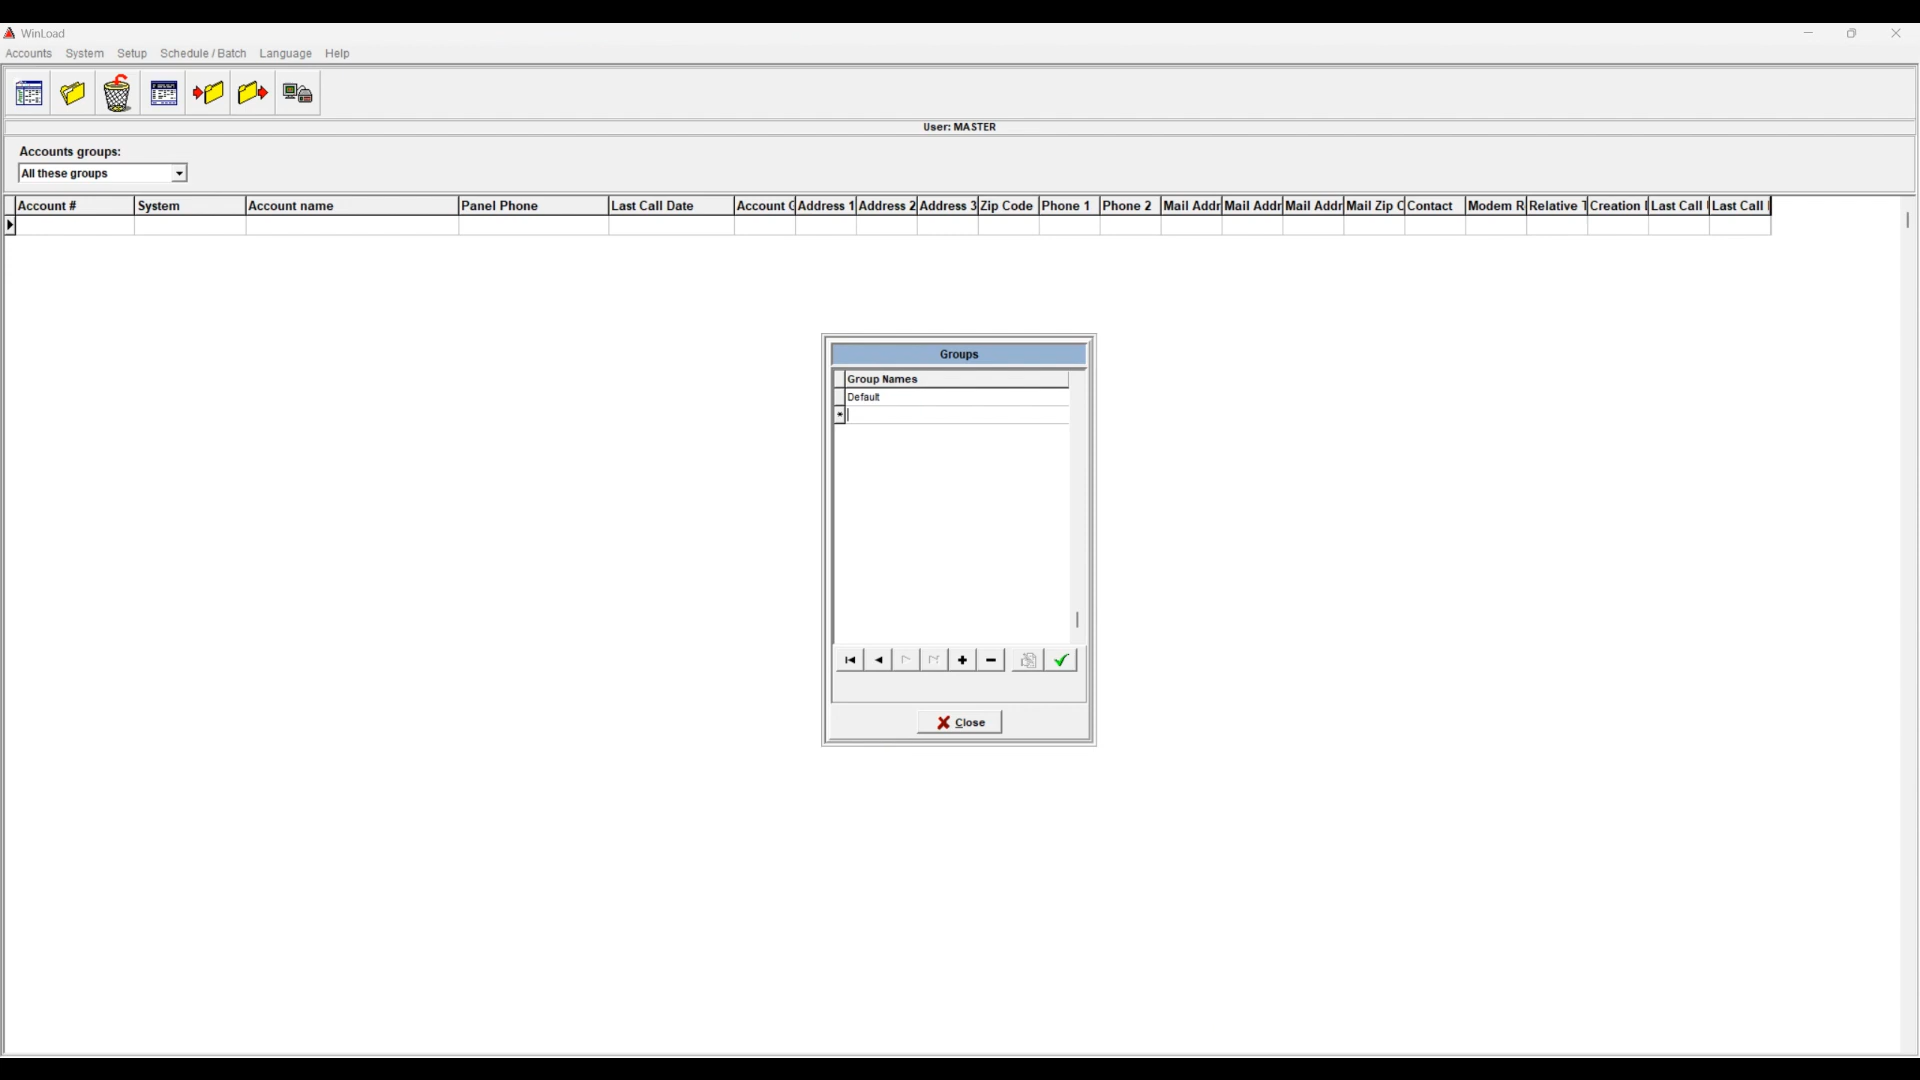 WinLoad
Accounts System Setup Schedule / Batch Language Help
User: MASTER
Accounts groups:
All these groups
Account # System Account name Panel Phone Last Call Date Account G Address 1 Address 2 Address 3 Zip Code Phone 1 Phone 2 Mail Addr Mail Addr Mail Addr Mail Zip C Contact Modem R Relative T Creation Last Call Last Call
Groups
Group Names
Default
*
Close